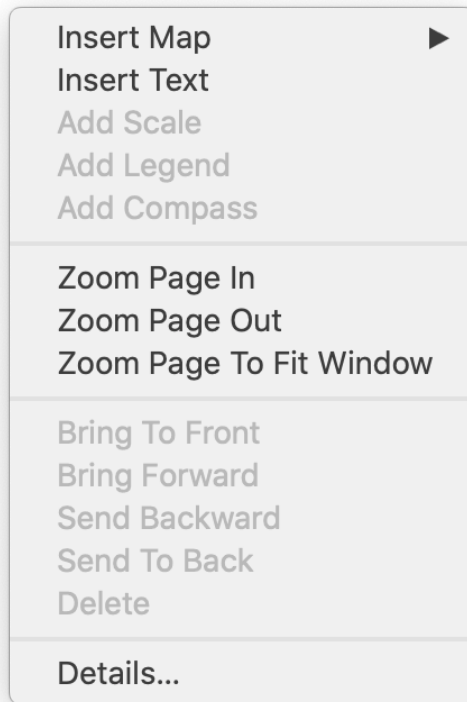 Insert Map
Insert Text
Add Scale
Add Legend
Add Compass
Zoom Page In
Zoom Page Out
Zoom Page To Fit Window
Bring To Front
Bring Forward
Send Backward
Send To Back
Delete
Details...